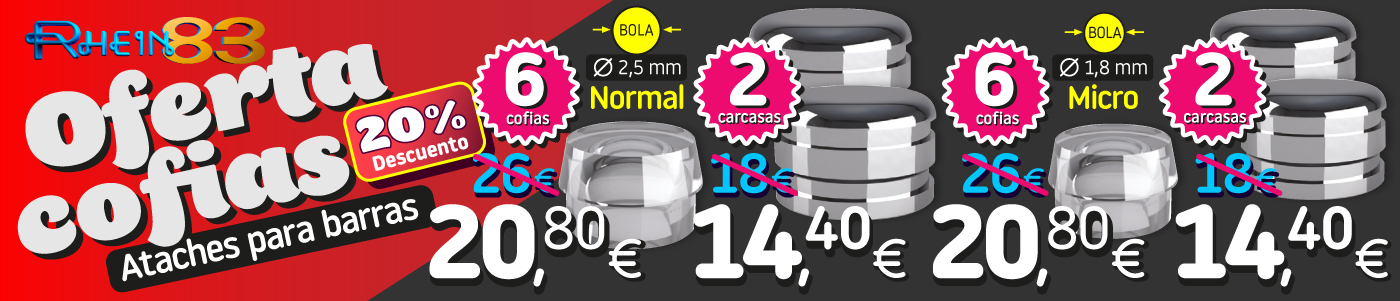 RHEIN83
Oferta
cofias
20%
Descuento
Ataches para barras
6
cofias
BOLA
Ø 2,5 mm
Normal
26€
20,80€
2
carcasas
18€
14,40€
6
cofias
BOLA
Ø 1,8 mm
Micro
26€
20,80€
2
carcasas
18€
14,40€